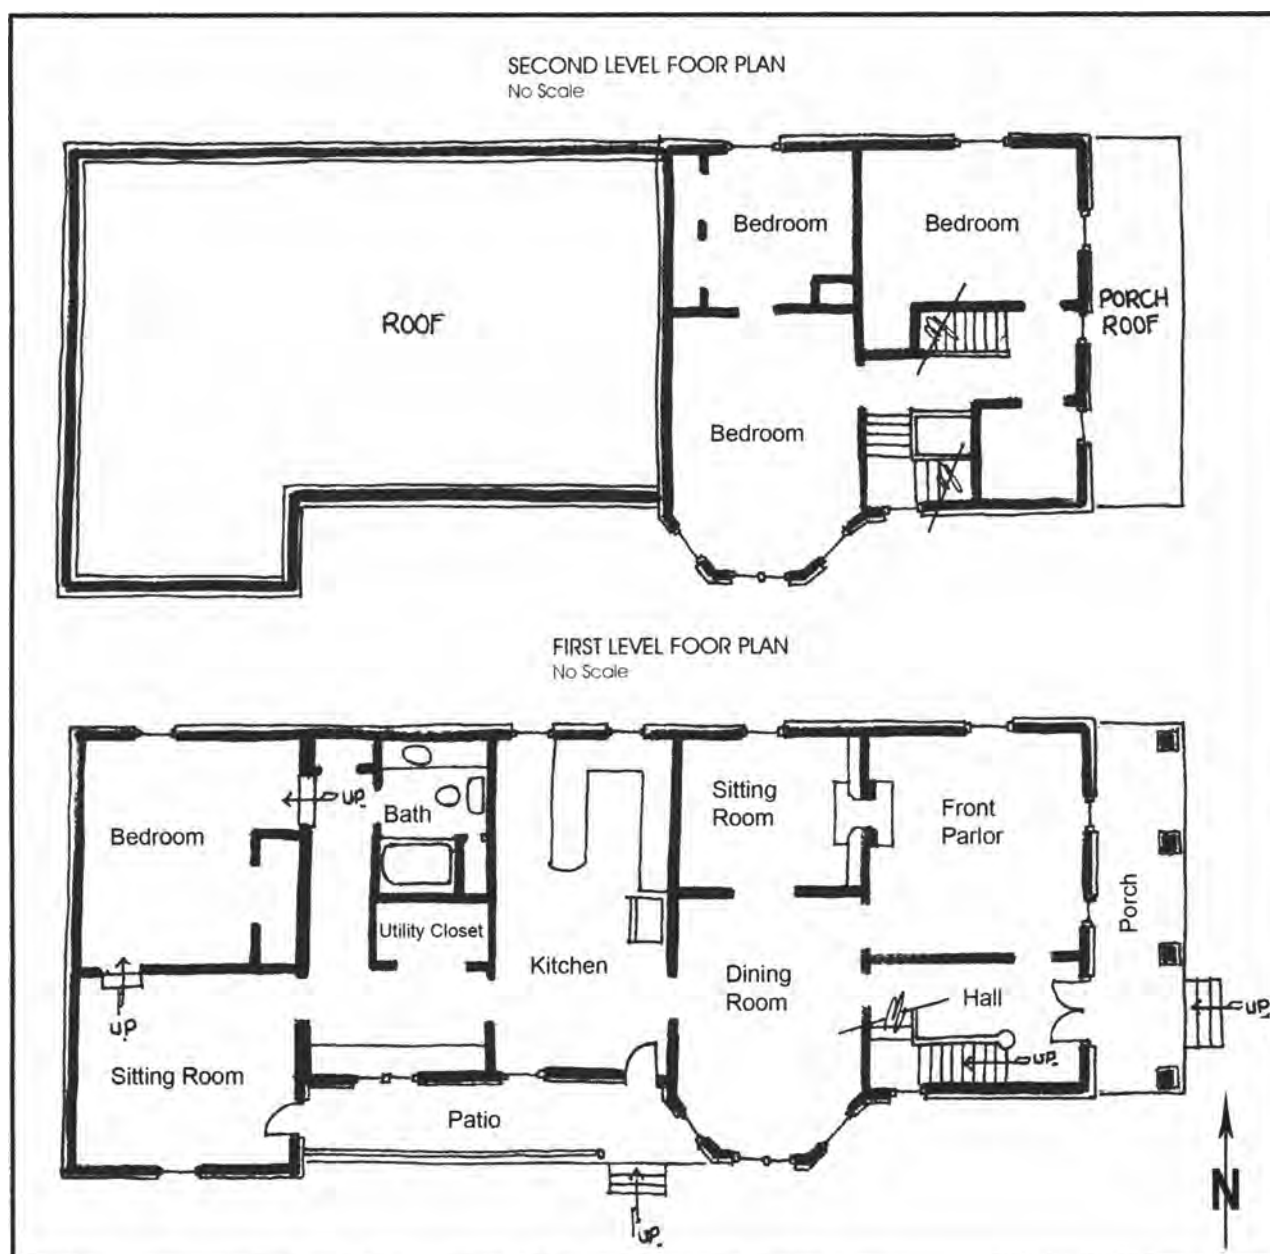 SECOND LEVEL FOOR PLAN
No Scale
Bedroom
Bedroom
ROOF
PORCH
ROOF
Bedroom
FIRST LEVEL FOOR PLAN
No Scale
Bedroom
UP.
Bath
Sitting
Room
Front
Parlor
Porch
Utility Closet
Kitchen
Dining
Room
Hall
UP
UP.
UP.
Sitting Room
Patio
UP.
N